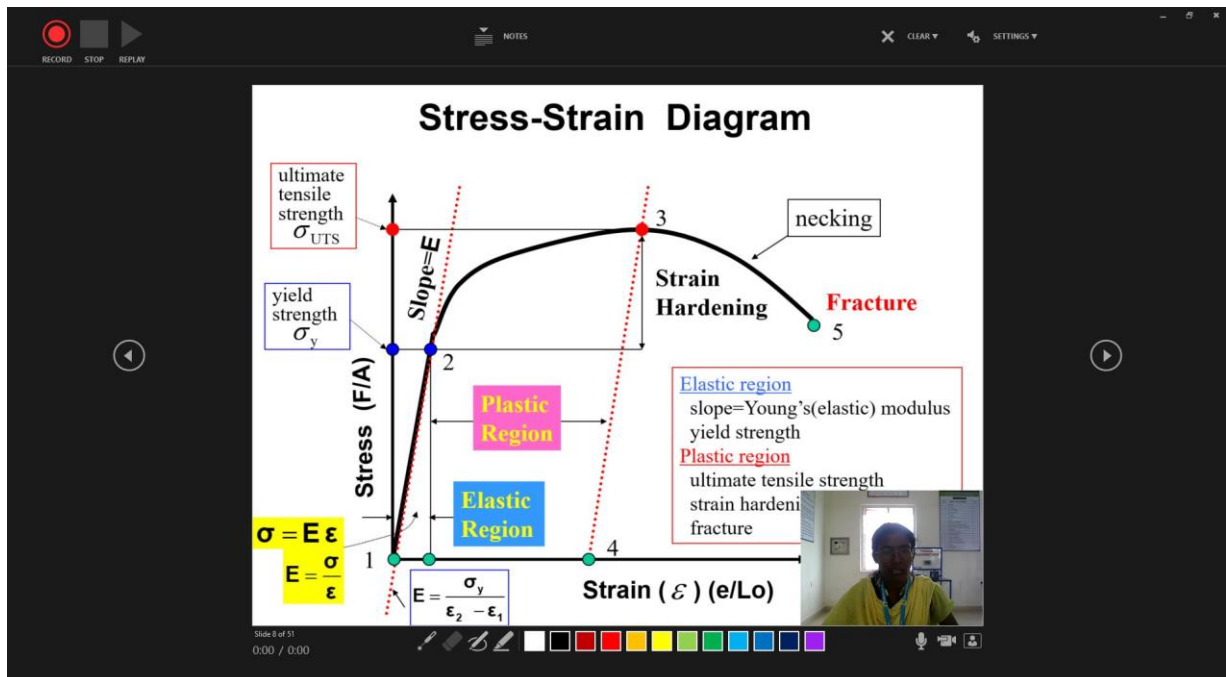 RECORD STOP REPLAY
NOTES
CLEAR
SETTINGS
Stress-Strain Diagram
ultimate
tensile
strength
σUTS
Slope=E
3
necking
Strain
Hardening
Fracture
5
yield
strength
σy
2
Stress (F/A)
Plastic
Region
Elastic
Region
Elastic region
slope=Young's(elastic) modulus
yield strength
Plastic region
ultimate tensile strength
strain hardeni
fracture
σ = E ε
E = σ/ε
1
4
E = σy / (ε2 - ε1)
Strain ( ε ) (e/Lo)
Slide 8 of 51
0:00 / 0:00